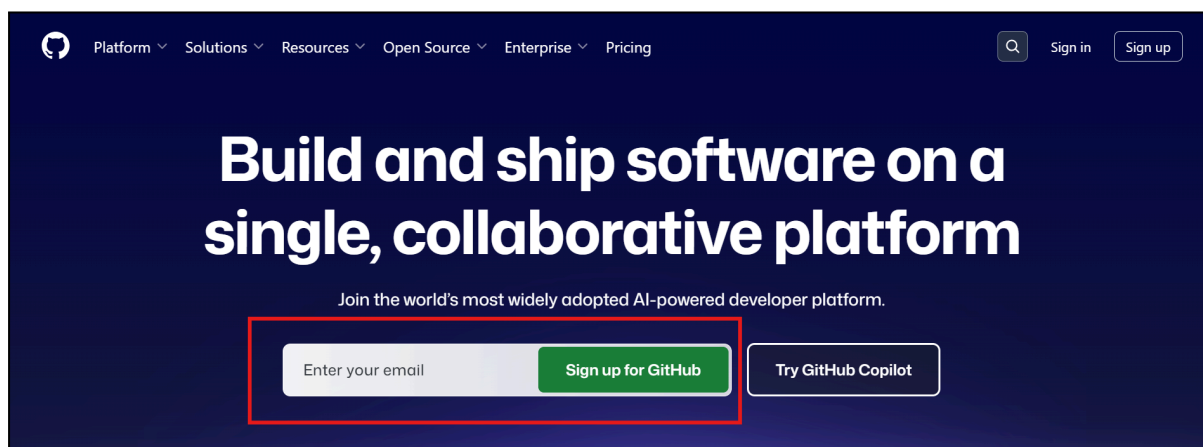 Platform Solutions Resources Open Source Enterprise Pricing Sign in Sign up
Build and ship software on a
single, collaborative platform
Join the world's most widely adopted AI-powered developer platform.
Enter your email Sign up for GitHub Try GitHub Copilot